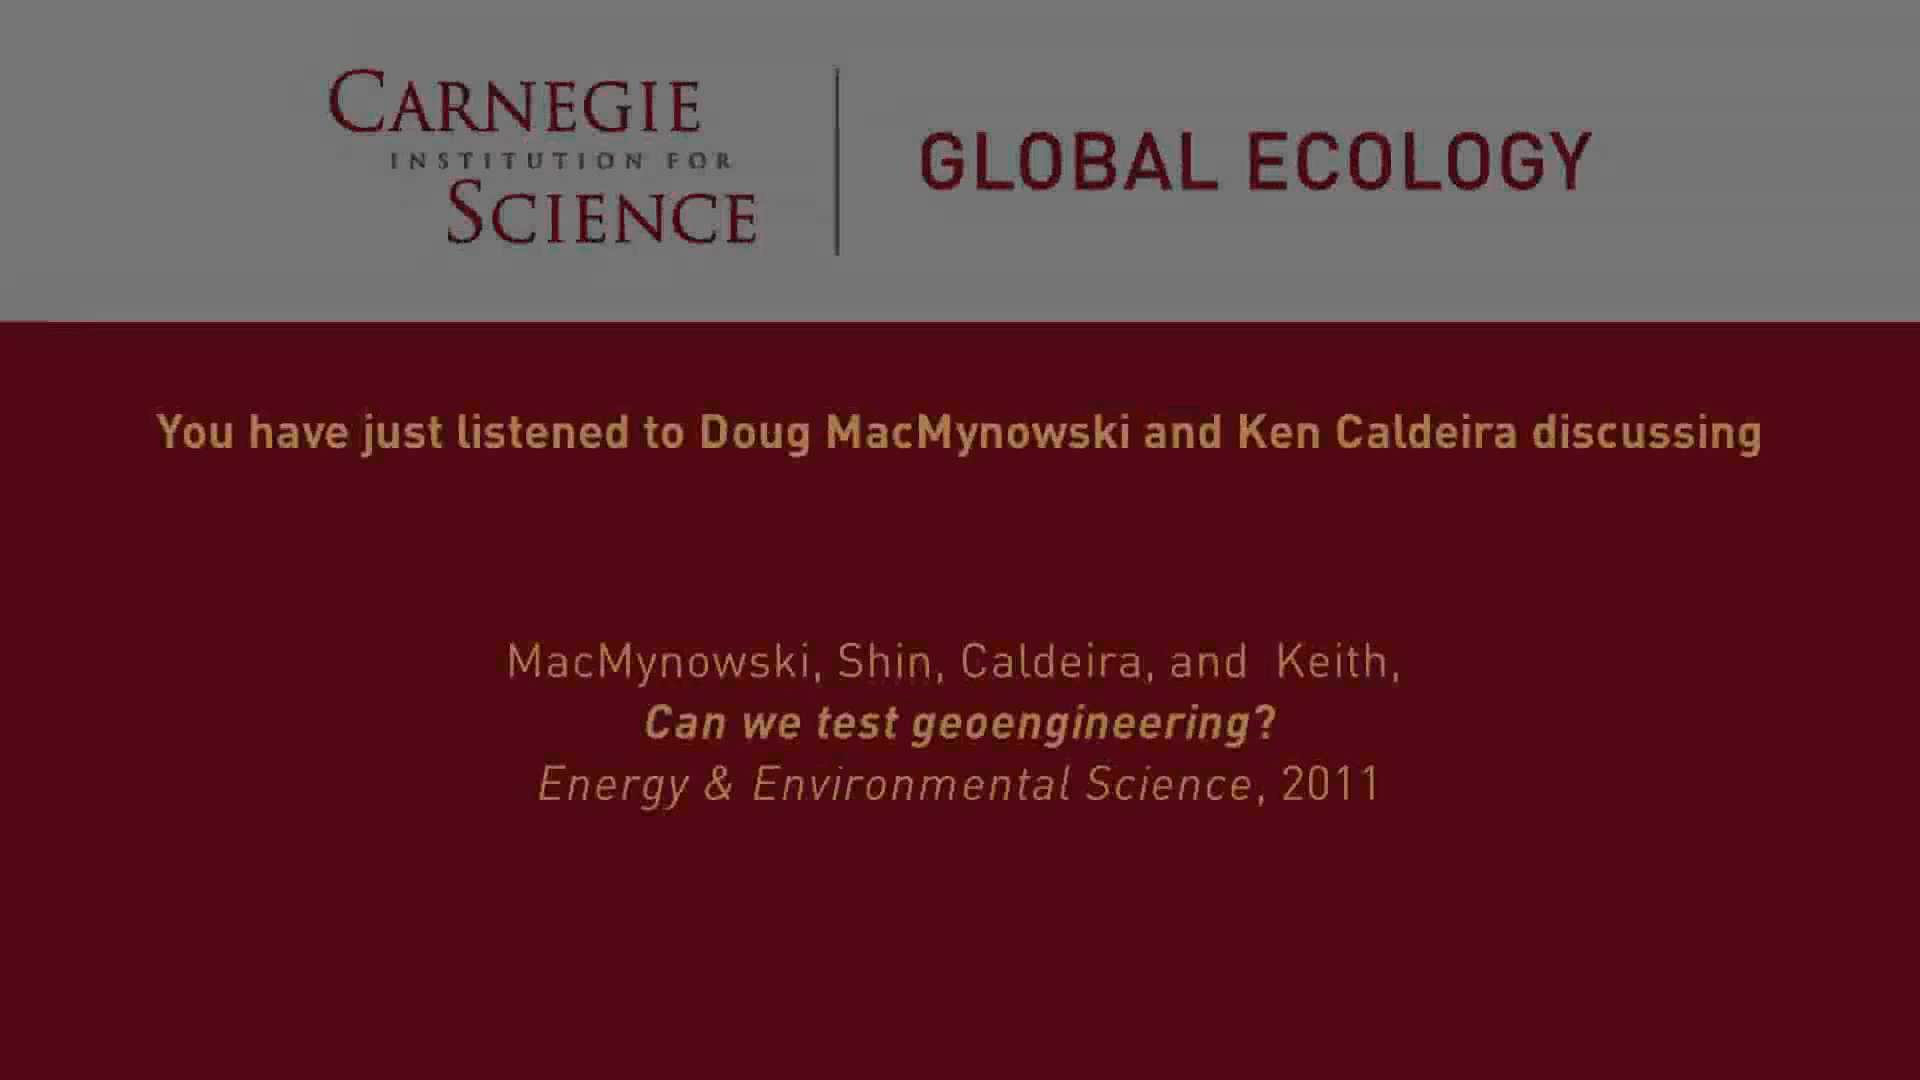 CARNEGIE
INSTITUTION FOR
SCIENCE
GLOBAL ECOLOGY
You have just listened to Doug MacMynowski and Ken Caldeira discussing
MacMynowski, Shin, Caldeira, and Keith,
Can we test geoengineering?
Energy & Environmental Science, 2011